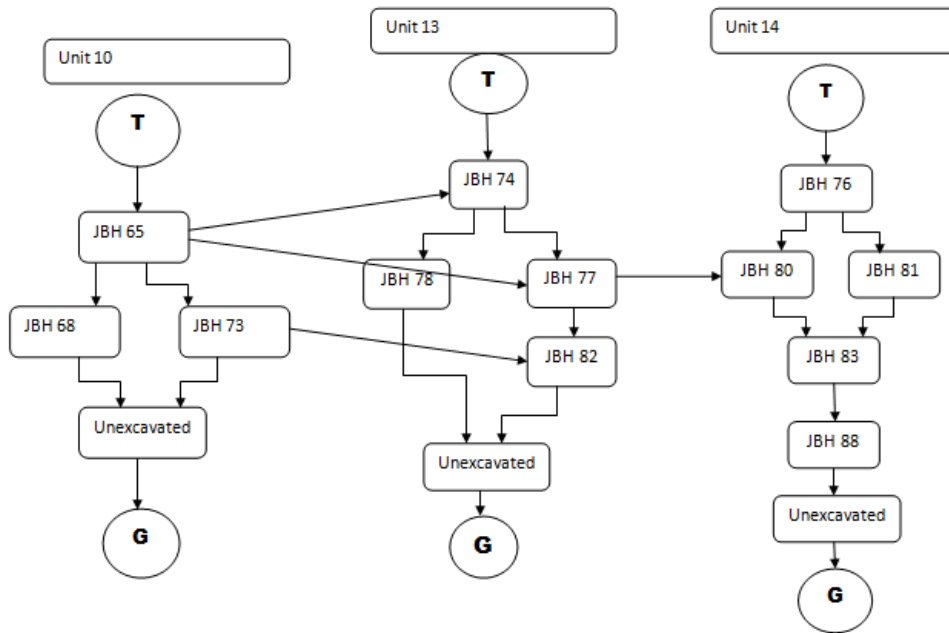 Unit 10
Unit 13
Unit 14
T
T
T
JBH 74
JBH 76
JBH 65
JBH 78
JBH 77
JBH 80
JBH 81
JBH 68
JBH 73
JBH 82
JBH 83
Unexcavated
JBH 88
Unexcavated
Unexcavated
G
G
G